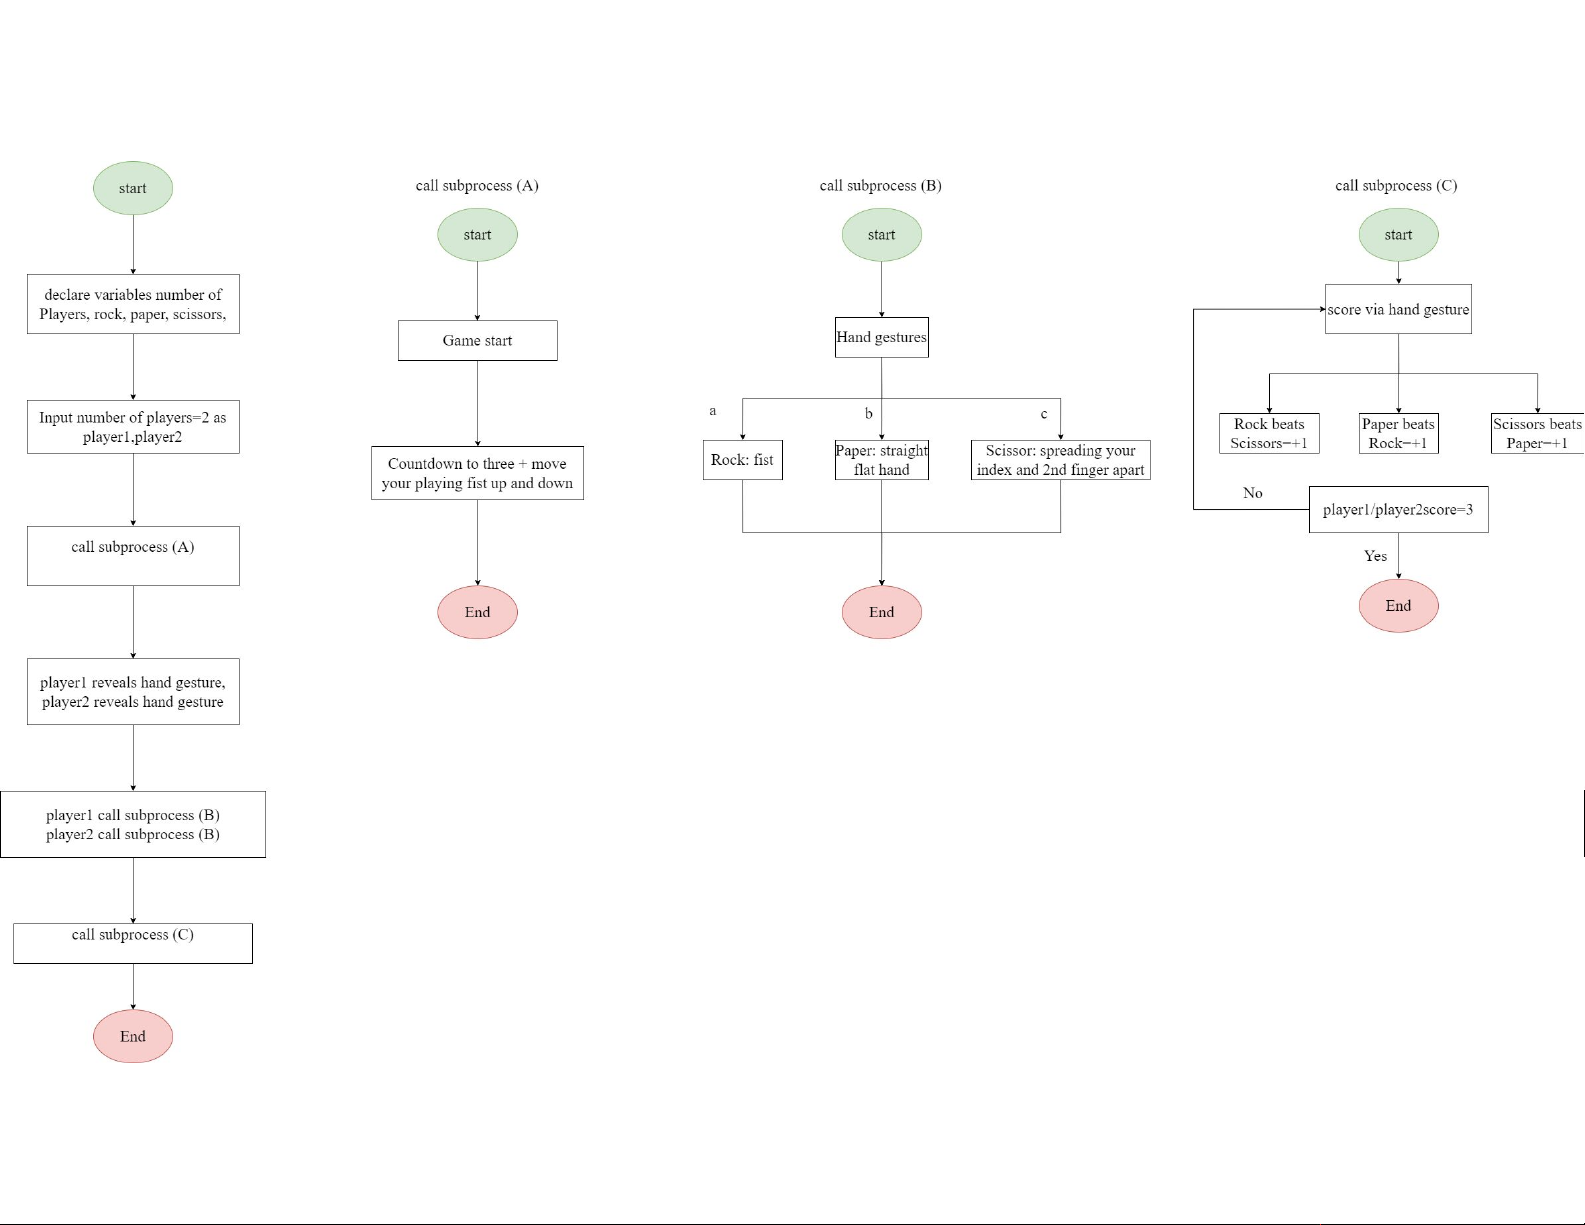 start
declare variables number of
Players, rock, paper, scissors,
Input number of players=2 as
player1,player2
call subprocess (A)
player1 reveals hand gesture,
player2 reveals hand gesture
player1 call subprocess (B)
player2 call subprocess (B)
call subprocess (C)
End
call subprocess (A)
start
Game start
Countdown to three + move
your playing fist up and down
End
call subprocess (B)
start
Hand gestures
a
b
c
Rock: fist
Paper: straight
flat hand
Scissor: spreading your
index and 2nd finger apart
End
call subprocess (C)
start
score via hand gesture
Rock beats
Scissors=+1
Paper beats
Rock=+1
Scissors beats
Paper=+1
No
player1/player2score=3
Yes
End